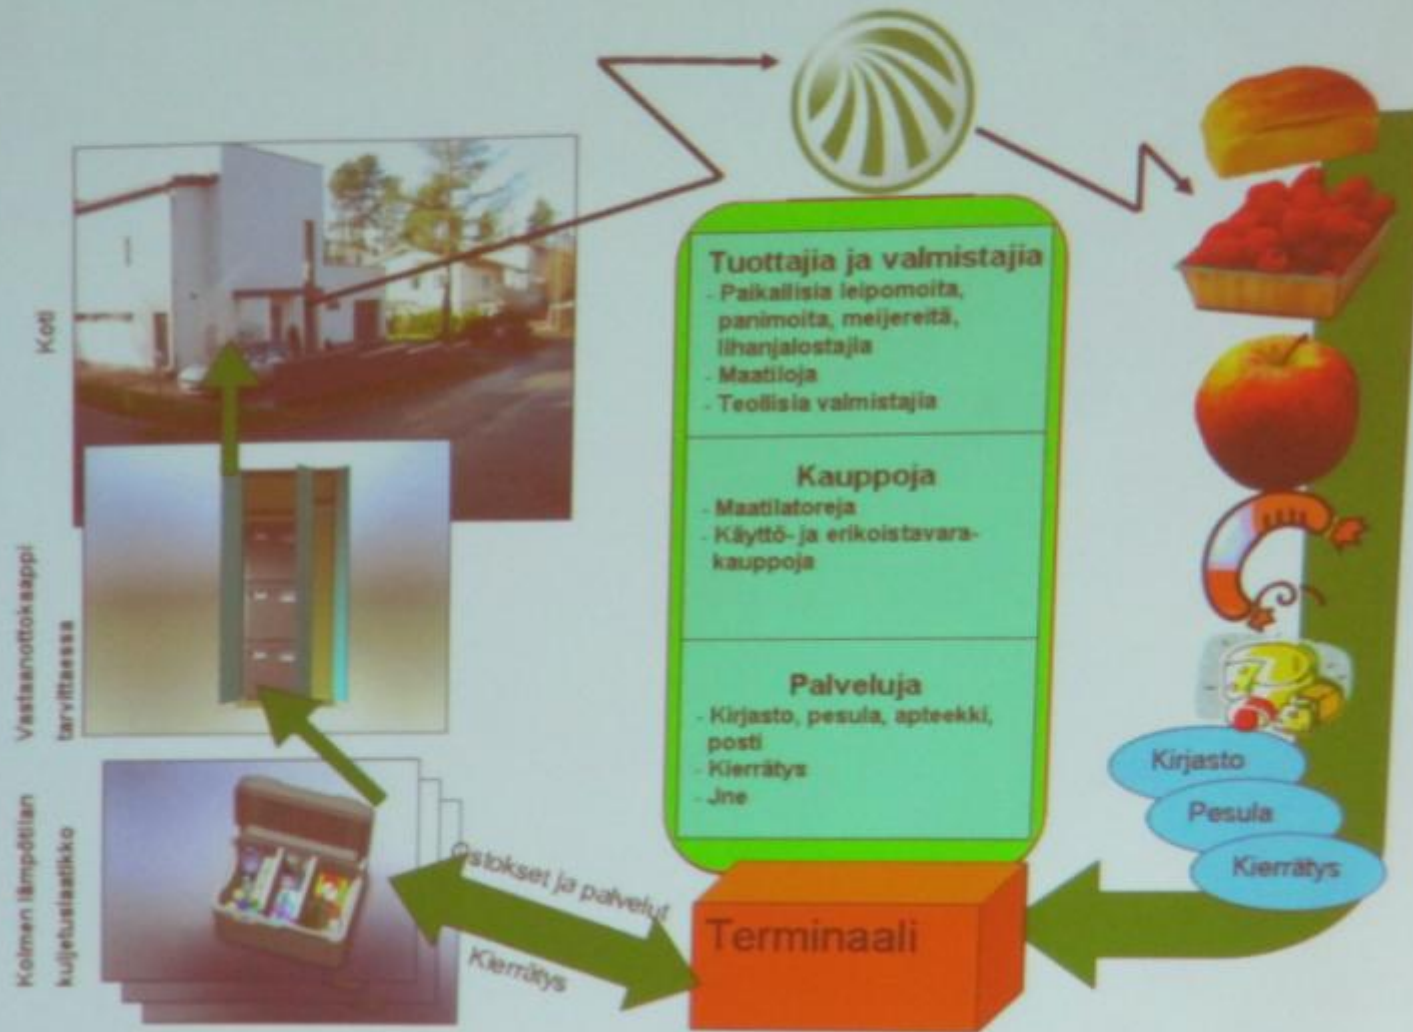 Koti
Vastaanottokaappi
tarvittaessa
Kolmen lämpötilan
kuljetuslaatikko
Tuottajia ja valmistajia
- Paikallisia leipomoita,
panimoita, meijereitä,
lihanjalostajia
- Maatiloja
- Teollisia valmistajia
Kauppoja
- Maatilatoreja
- Käyttö- ja erikoistavara-
kauppoja
Palveluja
- Kirjasto, pesula, apteekki,
posti
- Kierrätys
- Jne
Kirjasto
Pesula
Kierrätys
Ostokset ja palvelut
Kierrätys
Terminaali